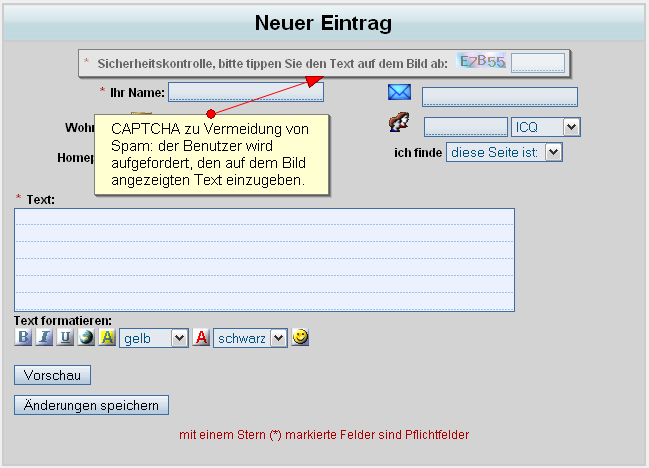 Neuer Eintrag
* Sicherheitskontrolle, bitte tippen Sie den Text auf dem Bild ab: E7B55
* Ihr Name:
Wohn
ICQ
Homep
ich finde diese Seite ist:
CAPTCHA zu Vermeidung von
Spam: der Benutzer wird
aufgefordert, den auf dem Bild
angezeigten Text einzugeben.
* Text:
Text formatieren:
B I U A gelb A schwarz
Vorschau
Änderungen speichern
mit einem Stern (*) markierte Felder sind Pflichtfelder